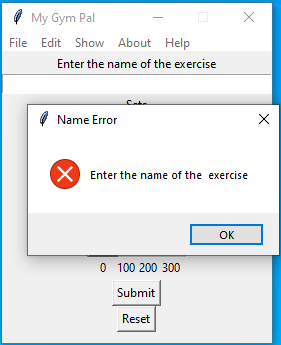 My Gym Pal
File Edit Show About Help
Enter the name of the exercise
Name Error
Enter the name of the  exercise
OK
0 100 200 300
Submit
Reset